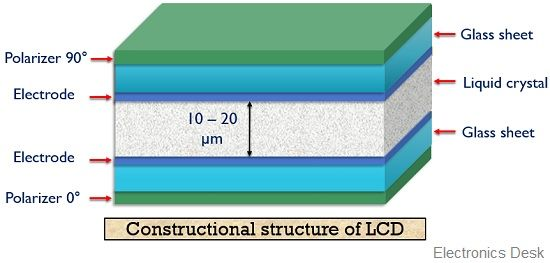 Polarizer 90°
Electrode
Electrode
Polarizer 0°
10 – 20
µm
Glass sheet
Liquid crystal
Glass sheet
Constructional structure of LCD
Electronics Desk